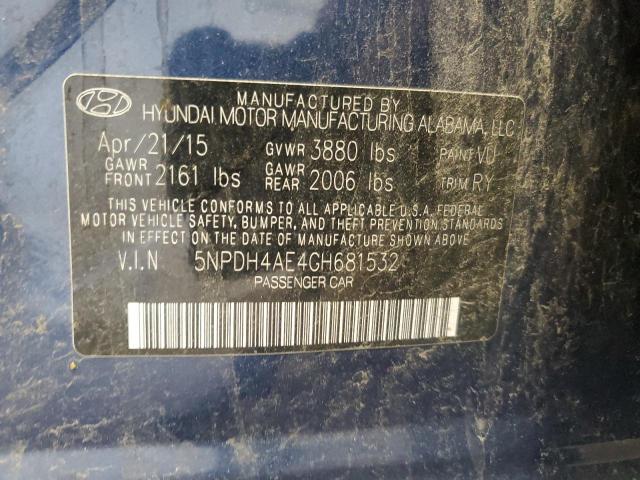 MANUFACTURED BY
HYUNDAI MOTOR MANUFACTURING ALABAMA, LLC
Apr/21/15 GVWR 3880 lbs PAINT VD
GAWR FRONT 2161 lbs GAWR REAR 2006 lbs TRIM RY
THIS VEHICLE CONFORMS TO ALL APPLICABLE U.S.A. FEDERAL
MOTOR VEHICLE SAFETY, BUMPER, AND THEFT PREVENTION STANDARDS
IN EFFECT ON THE DATE OF MANUFACTURE SHOWN ABOVE
V.I.N 5NPDH4AE4GH681532
PASSENGER CAR